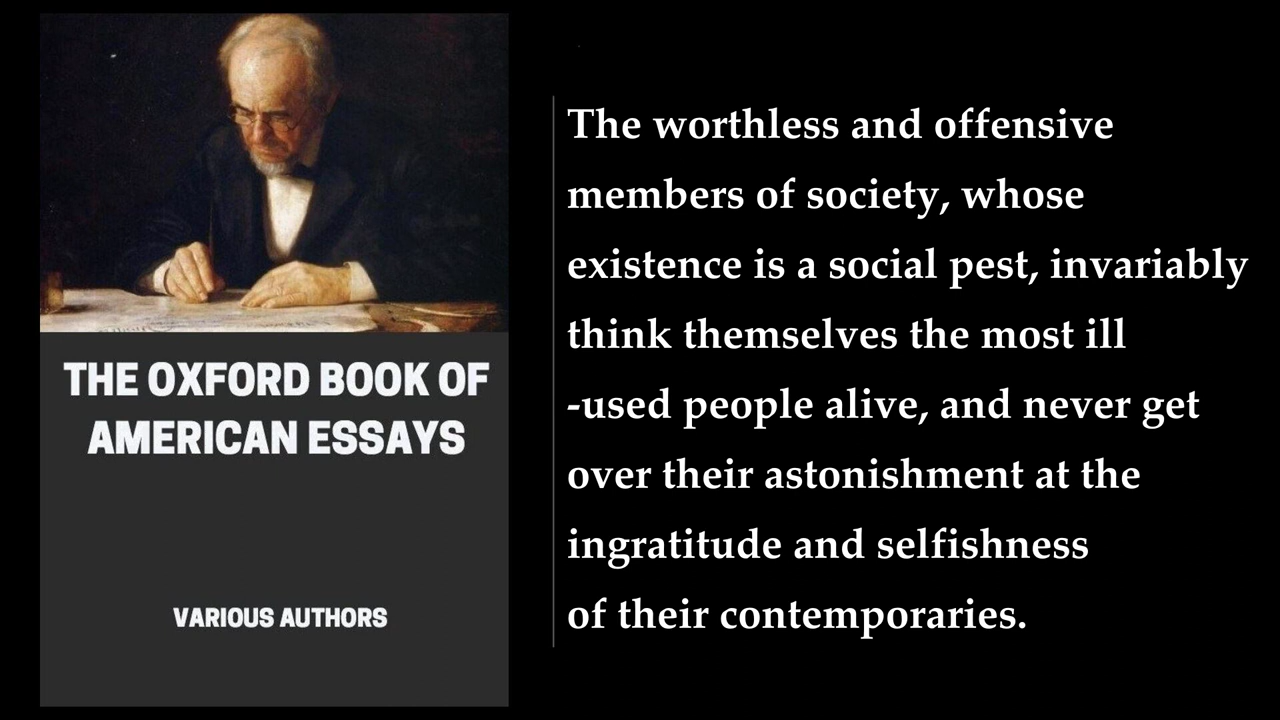 THE OXFORD BOOK OF
AMERICAN ESSAYS
VARIOUS AUTHORS
The worthless and offensive
members of society, whose
existence is a social pest, invariably
think themselves the most ill
-used people alive, and never get
over their astonishment at the
ingratitude and selfishness
of their contemporaries.